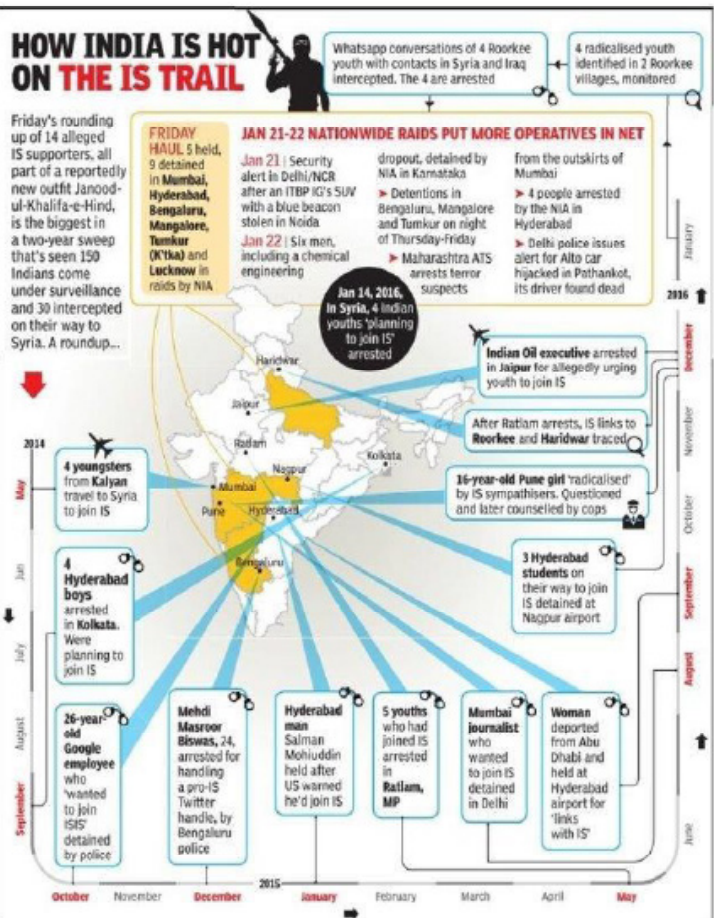 HOW INDIA IS HOT
ON THE IS TRAIL
Whatsapp conversations of 4 Roorkee
youth with contacts in Syria and Iraq
intercepted. The 4 are arrested
4 radicalised youth
identified in 2 Roorkee
villages, monitored
Friday's rounding
up of 14 alleged
IS supporters, all
part of a reportedly
new outfit Janood-
ul-Khalifa-e-Hind,
is the biggest in
a two-year sweep
that's seen 150
Indians come
under surveillance
and 30 intercepted
on their way to
Syria. A roundup...
FRIDAY
HAUL 5 held,
9 detained
in Mumbai,
Hyderabad,
Bengaluru,
Mangalore,
Tumkur
(K'tka) and
Lucknow in
raids by NIA
JAN 21-22 NATIONWIDE RAIDS PUT MORE OPERATIVES IN NET
Jan 21 | Security
alert in Delhi/NCR
after an ITBP IG's SUV
with a blue beacon
stolen in Noida
Jan 22 | Six men,
including a chemical
engineering
dropout, detained by
NIA in Karnataka
➤ Detentions in
Bengaluru, Mangalore
and Tumkur on night
of Thursday-Friday
➤ Maharashtra ATS
arrests terror
suspects
from the outskirts of
Mumbai
➤ 4 people arrested
by the NIA in
Hyderabad
➤ Delhi police issues
alert for Alto car
hijacked in Pathankot,
its driver found dead
Jan 14, 2016,
In Syria, 4 Indian
youths 'planning
to join IS'
arrested
January
2016
December
November
October
September
August
June
Haridwar
Jaipur
Ratlam
Kolkata
Nagpur
Mumbai
Pune
Hyderabad
Bengaluru
Indian Oil executive arrested
in Jaipur for allegedly urging
youth to join IS
After Ratlam arrests, IS links to
Roorkee and Haridwar traced
16-year-old Pune girl 'radicalised'
by IS sympathisers. Questioned
and later counselled by cops
3 Hyderabad
students on
their way to join
IS detained at
Nagpur airport
2014
May
Jun
July
August
September
4 youngsters
from Kalyan
travel to Syria
to join IS
4
Hyderabad
boys
arrested
in Kolkata.
Were
planning to
join IS
26-year-
old
Google
employee
who
'wanted
to join
ISIS'
detained
by police
Mehdi
Masroor
Biswas, 24,
arrested for
handling
a pro-IS
Twitter
handle, by
Bengaluru
police
Hyderabad
man
Salman
Mohiuddin
held after
US warned
he'd join IS
5 youths
who had
joined IS
arrested
in
Ratlam,
MP
Mumbai
journalist
who
wanted
to join IS
detained
in Delhi
Woman
deported
from Abu
Dhabi and
held at
Hyderabad
airport for
'links
with IS'
2015
October
November
December
January
February
March
April
May